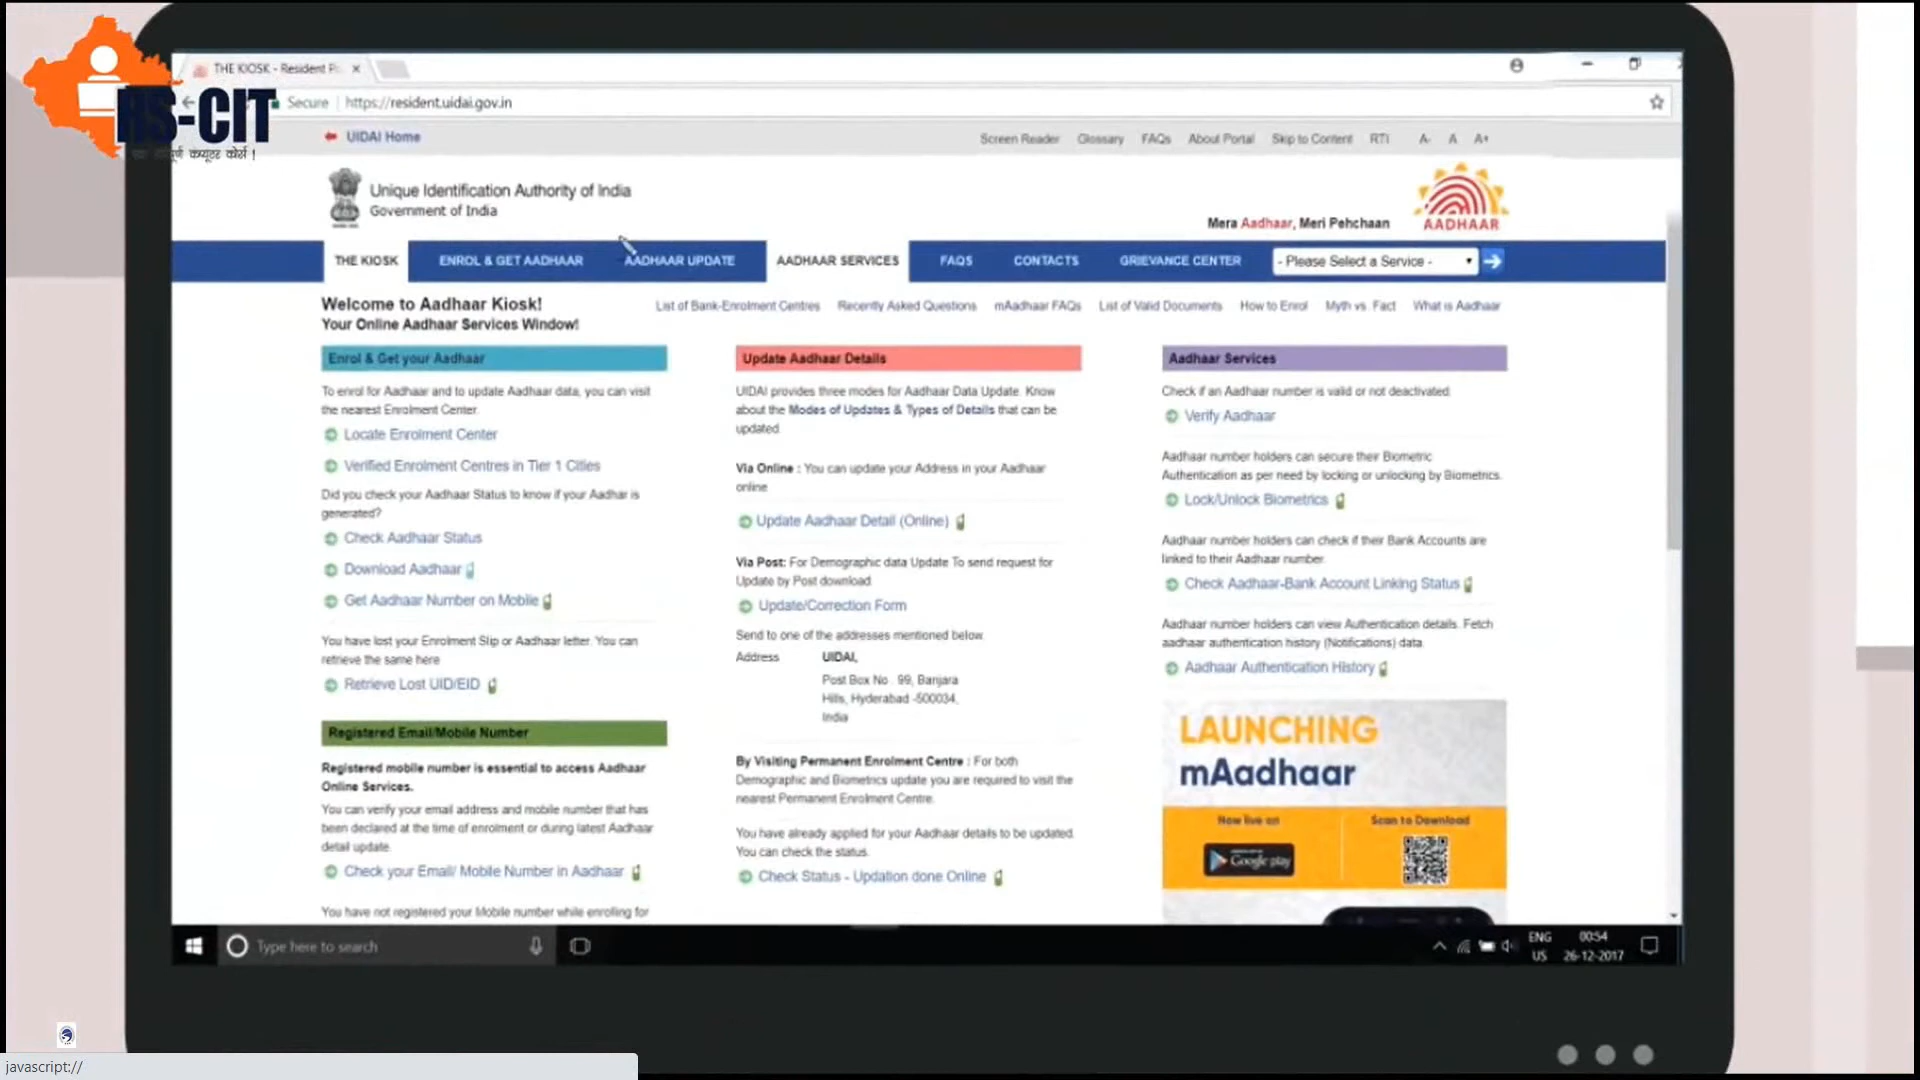 THE KIOSK - Resident P
RS-CIT
Secure | https://resident.uidai.gov.in
UIDAI Home
Screen Reader Glossary FAQs About Portal Skip to Content RTI A- A A+
Unique Identification Authority of India
Government of India
Mera Aadhaar, Meri Pehchaan
AADHAAR
THE KIOSK ENROL & GET AADHAAR AADHAAR UPDATE AADHAAR SERVICES FAQS CONTACTS GRIEVANCE CENTER - Please Select a Service -
Welcome to Aadhaar Kiosk!
Your Online Aadhaar Services Window!
List of Bank-Enrolment Centres Recently Asked Questions mAadhaar FAQs List of Valid Documents How to Enrol Myth vs. Fact What is Aadhaar
Enrol & Get your Aadhaar
To enrol for Aadhaar and to update Aadhaar data, you can visit
the nearest Enrolment Center.
Locate Enrolment Center
Verified Enrolment Centres in Tier 1 Cities
Did you check your Aadhaar Status to know if your Aadhar is
generated?
Check Aadhaar Status
Download Aadhaar
Get Aadhaar Number on Mobile
You have lost your Enrolment Slip or Aadhaar letter. You can
retrieve the same here
Retrieve Lost UID/EID
Registered Email/Mobile Number
Registered mobile number is essential to access Aadhaar
Online Services.
You can verify your email address and mobile number that has
been declared at the time of enrolment or during latest Aadhaar
detail update.
Check your Email/ Mobile Number in Aadhaar
You have not registered your Mobile number while enrolling for
Update Aadhaar Details
UIDAI provides three modes for Aadhaar Data Update. Know
about the Modes of Updates & Types of Details that can be
updated.
Via Online : You can update your Address in your Aadhaar
online
Update Aadhaar Detail (Online)
Via Post: For Demographic data Update To send request for
Update by Post download
Update/Correction Form
Send to one of the addresses mentioned below.
Address UIDAI,
Post Box No . 99, Banjara
Hills, Hyderabad -500034,
India
By Visiting Permanent Enrolment Centre : For both
Demographic and Biometrics update you are required to visit the
nearest Permanent Enrolment Centre.
You have already applied for your Aadhaar details to be updated.
You can check the status.
Check Status - Updation done Online
Aadhaar Services
Check if an Aadhaar number is valid or not deactivated.
Verify Aadhaar
Aadhaar number holders can secure their Biometric
Authentication as per need by locking or unlocking by Biometrics.
Lock/Unlock Biometrics
Aadhaar number holders can check if their Bank Accounts are
linked to their Aadhaar number.
Check Aadhaar-Bank Account Linking Status
Aadhaar number holders can view Authentication details. Fetch
aadhaar authentication history (Notifications) data.
Aadhaar Authentication History
LAUNCHING
mAadhaar
Now live on
Scan to Download
Google play
Type here to search
ENG
US
00:54
26-12-2017
javascript://